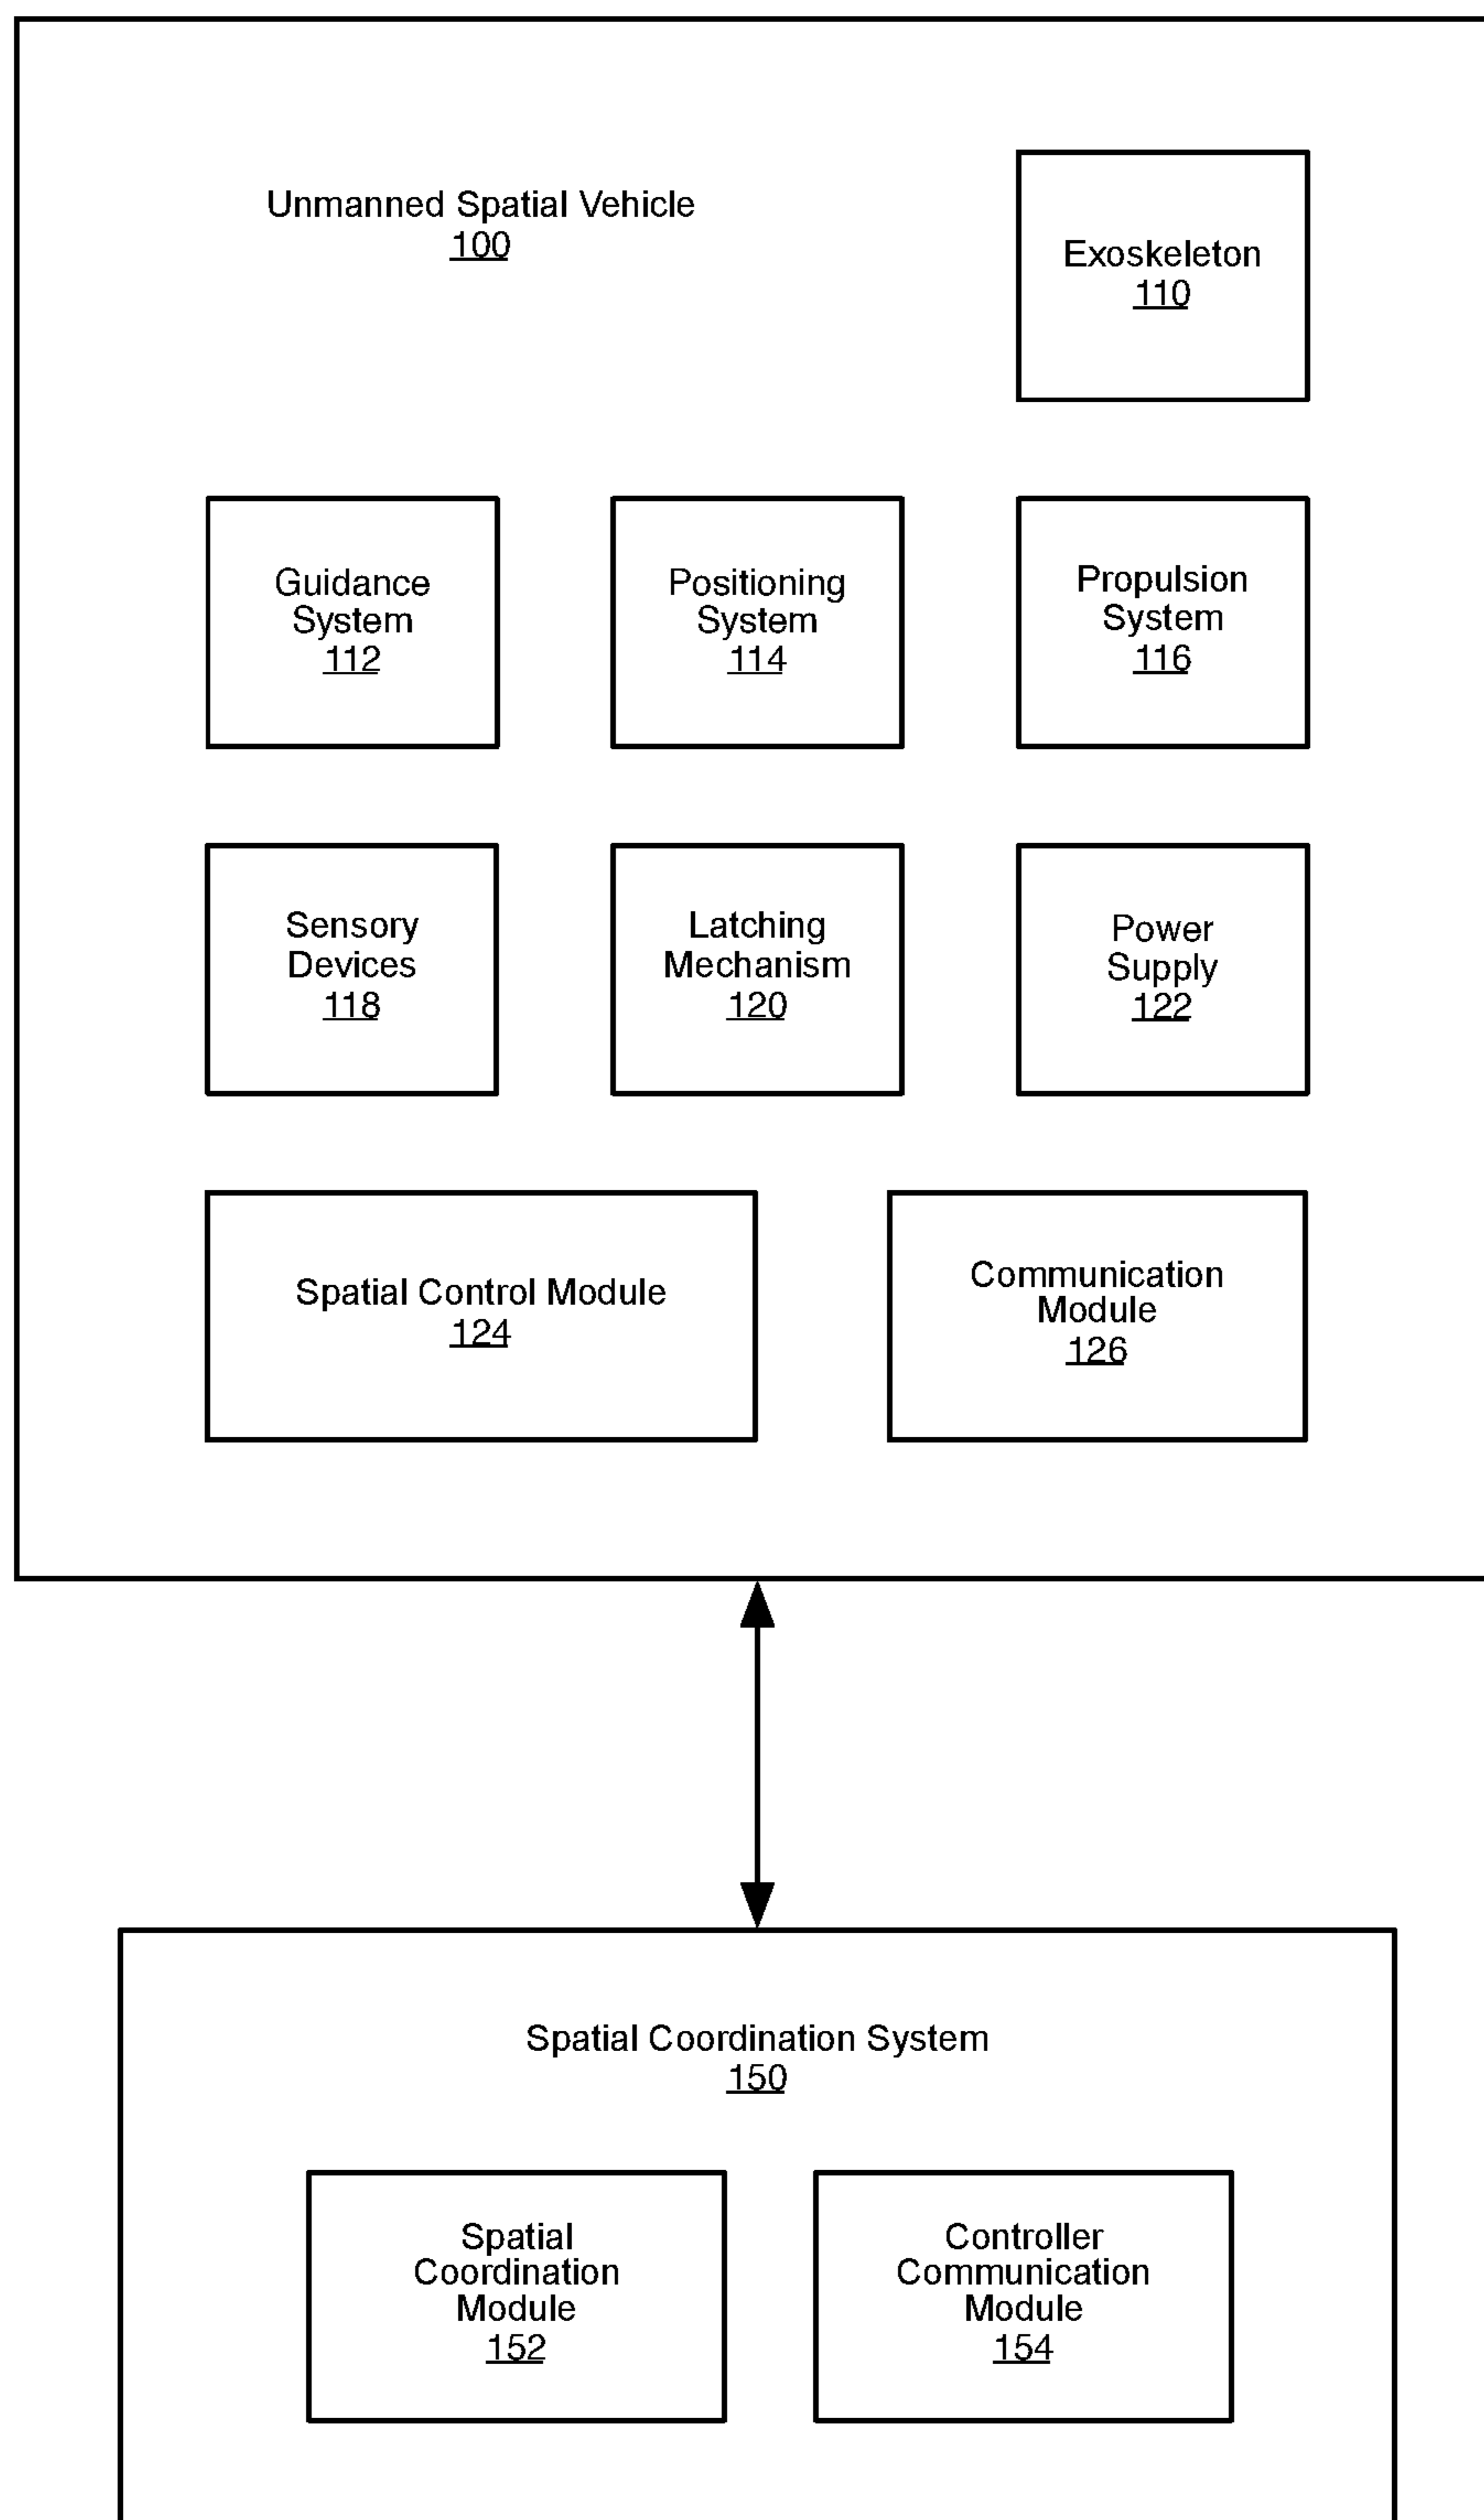 Unmanned Spatial Vehicle
100
Exoskeleton
110
Guidance
System
112
Positioning
System
114
Propulsion
System
116
Sensory
Devices
118
Latching
Mechanism
120
Power
Supply
122
Spatial Control Module
124
Communication
Module
126
Spatial Coordination System
150
Spatial
Coordination
Module
152
Controller
Communication
Module
154